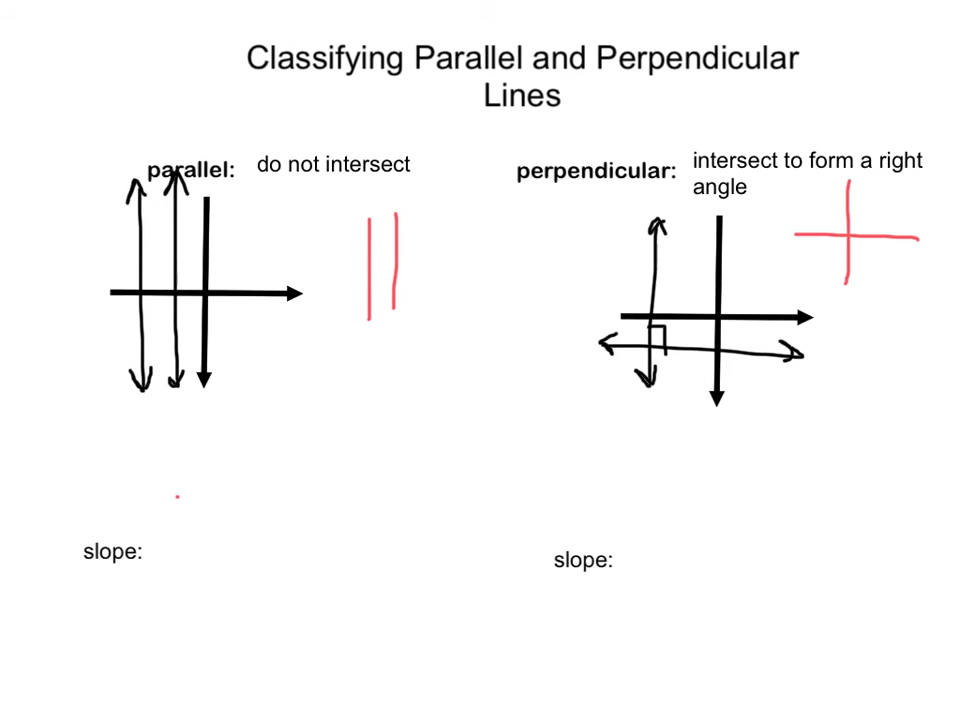 Classifying Parallel and Perpendicular
Lines
parallel: do not intersect
perpendicular: intersect to form a right
angle
slope:
slope: